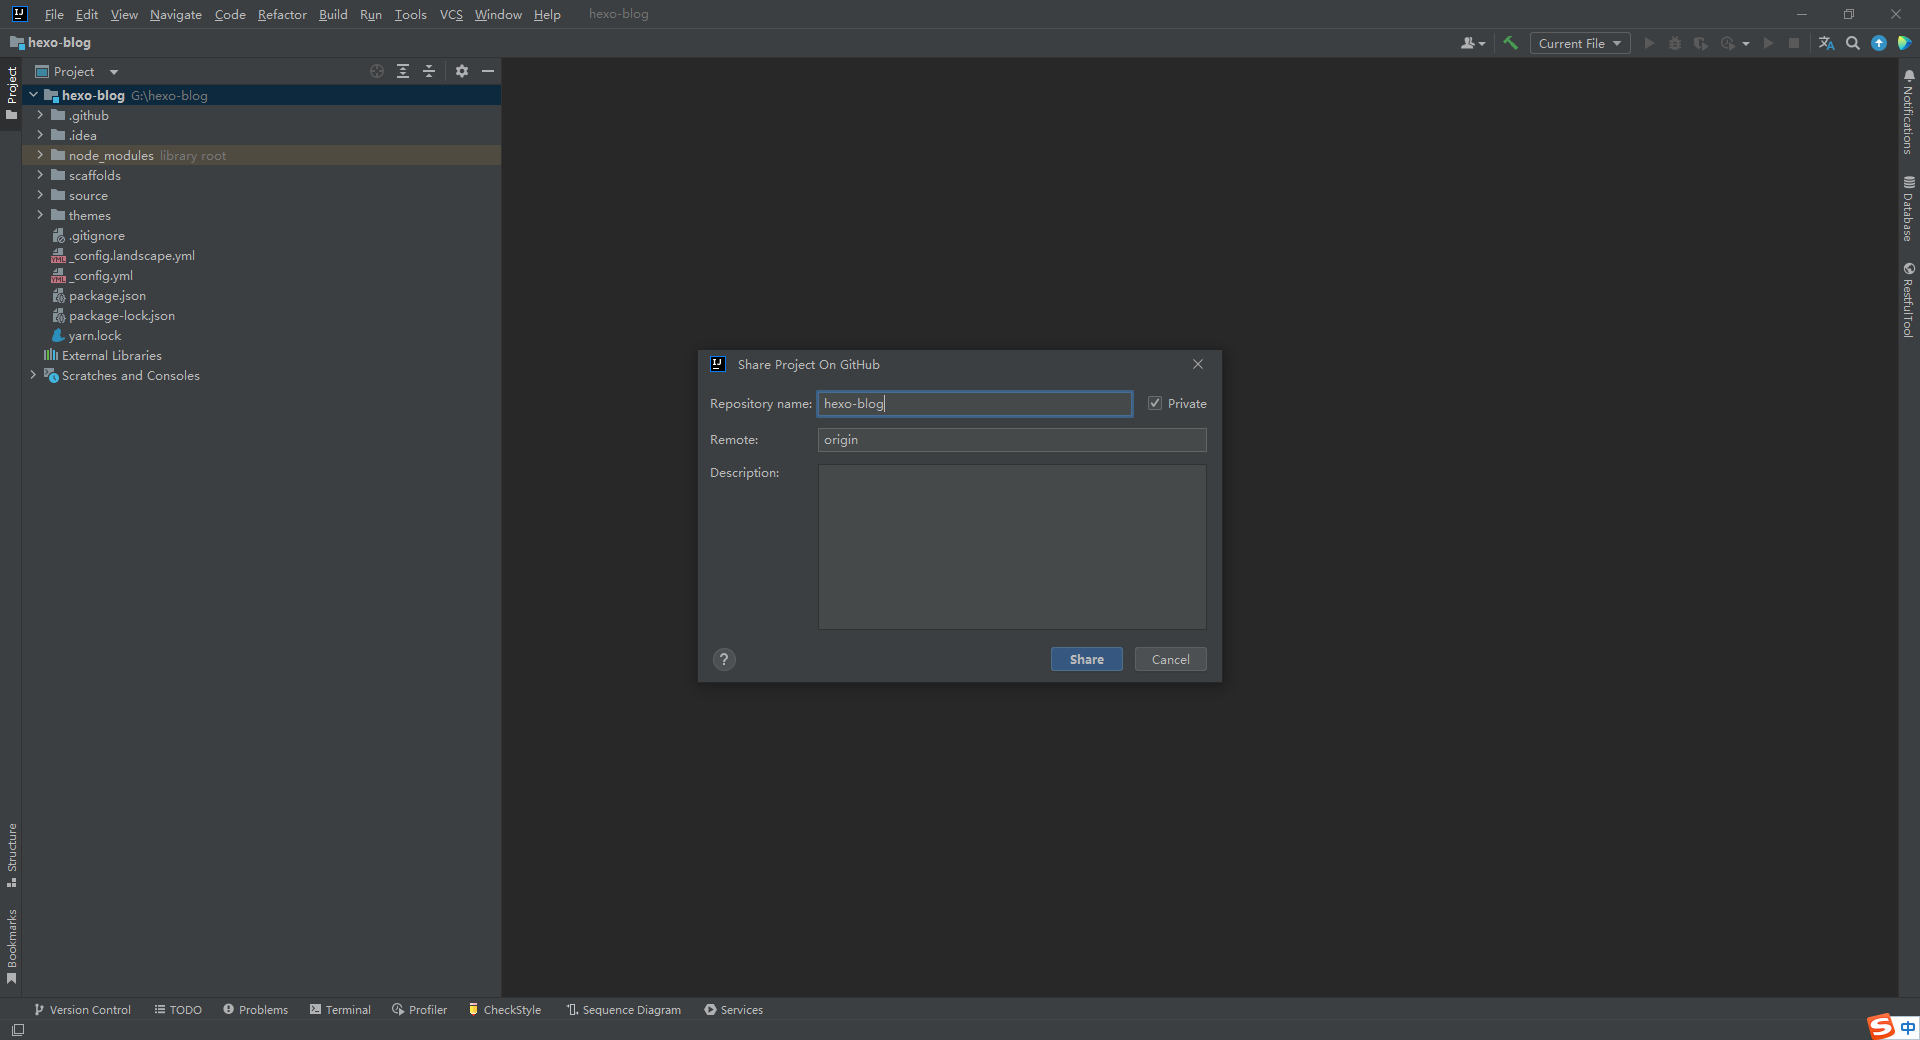 File Edit View Navigate Code Refactor Build Run Tools VCS Window Help hexo-blog
hexo-blog
Current File
Project
Project
hexo-blog G:\hexo-blog
.github
.idea
node_modules library root
scaffolds
source
themes
.gitignore
_config.landscape.yml
_config.yml
package.json
package-lock.json
yarn.lock
External Libraries
Scratches and Consoles
Share Project On GitHub
Repository name: hexo-blog Private
Remote: origin
Description:
? Share Cancel
Notifications
Database
RestfulTool
Structure
Bookmarks
Version Control TODO Problems Terminal Profiler CheckStyle Sequence Diagram Services
中